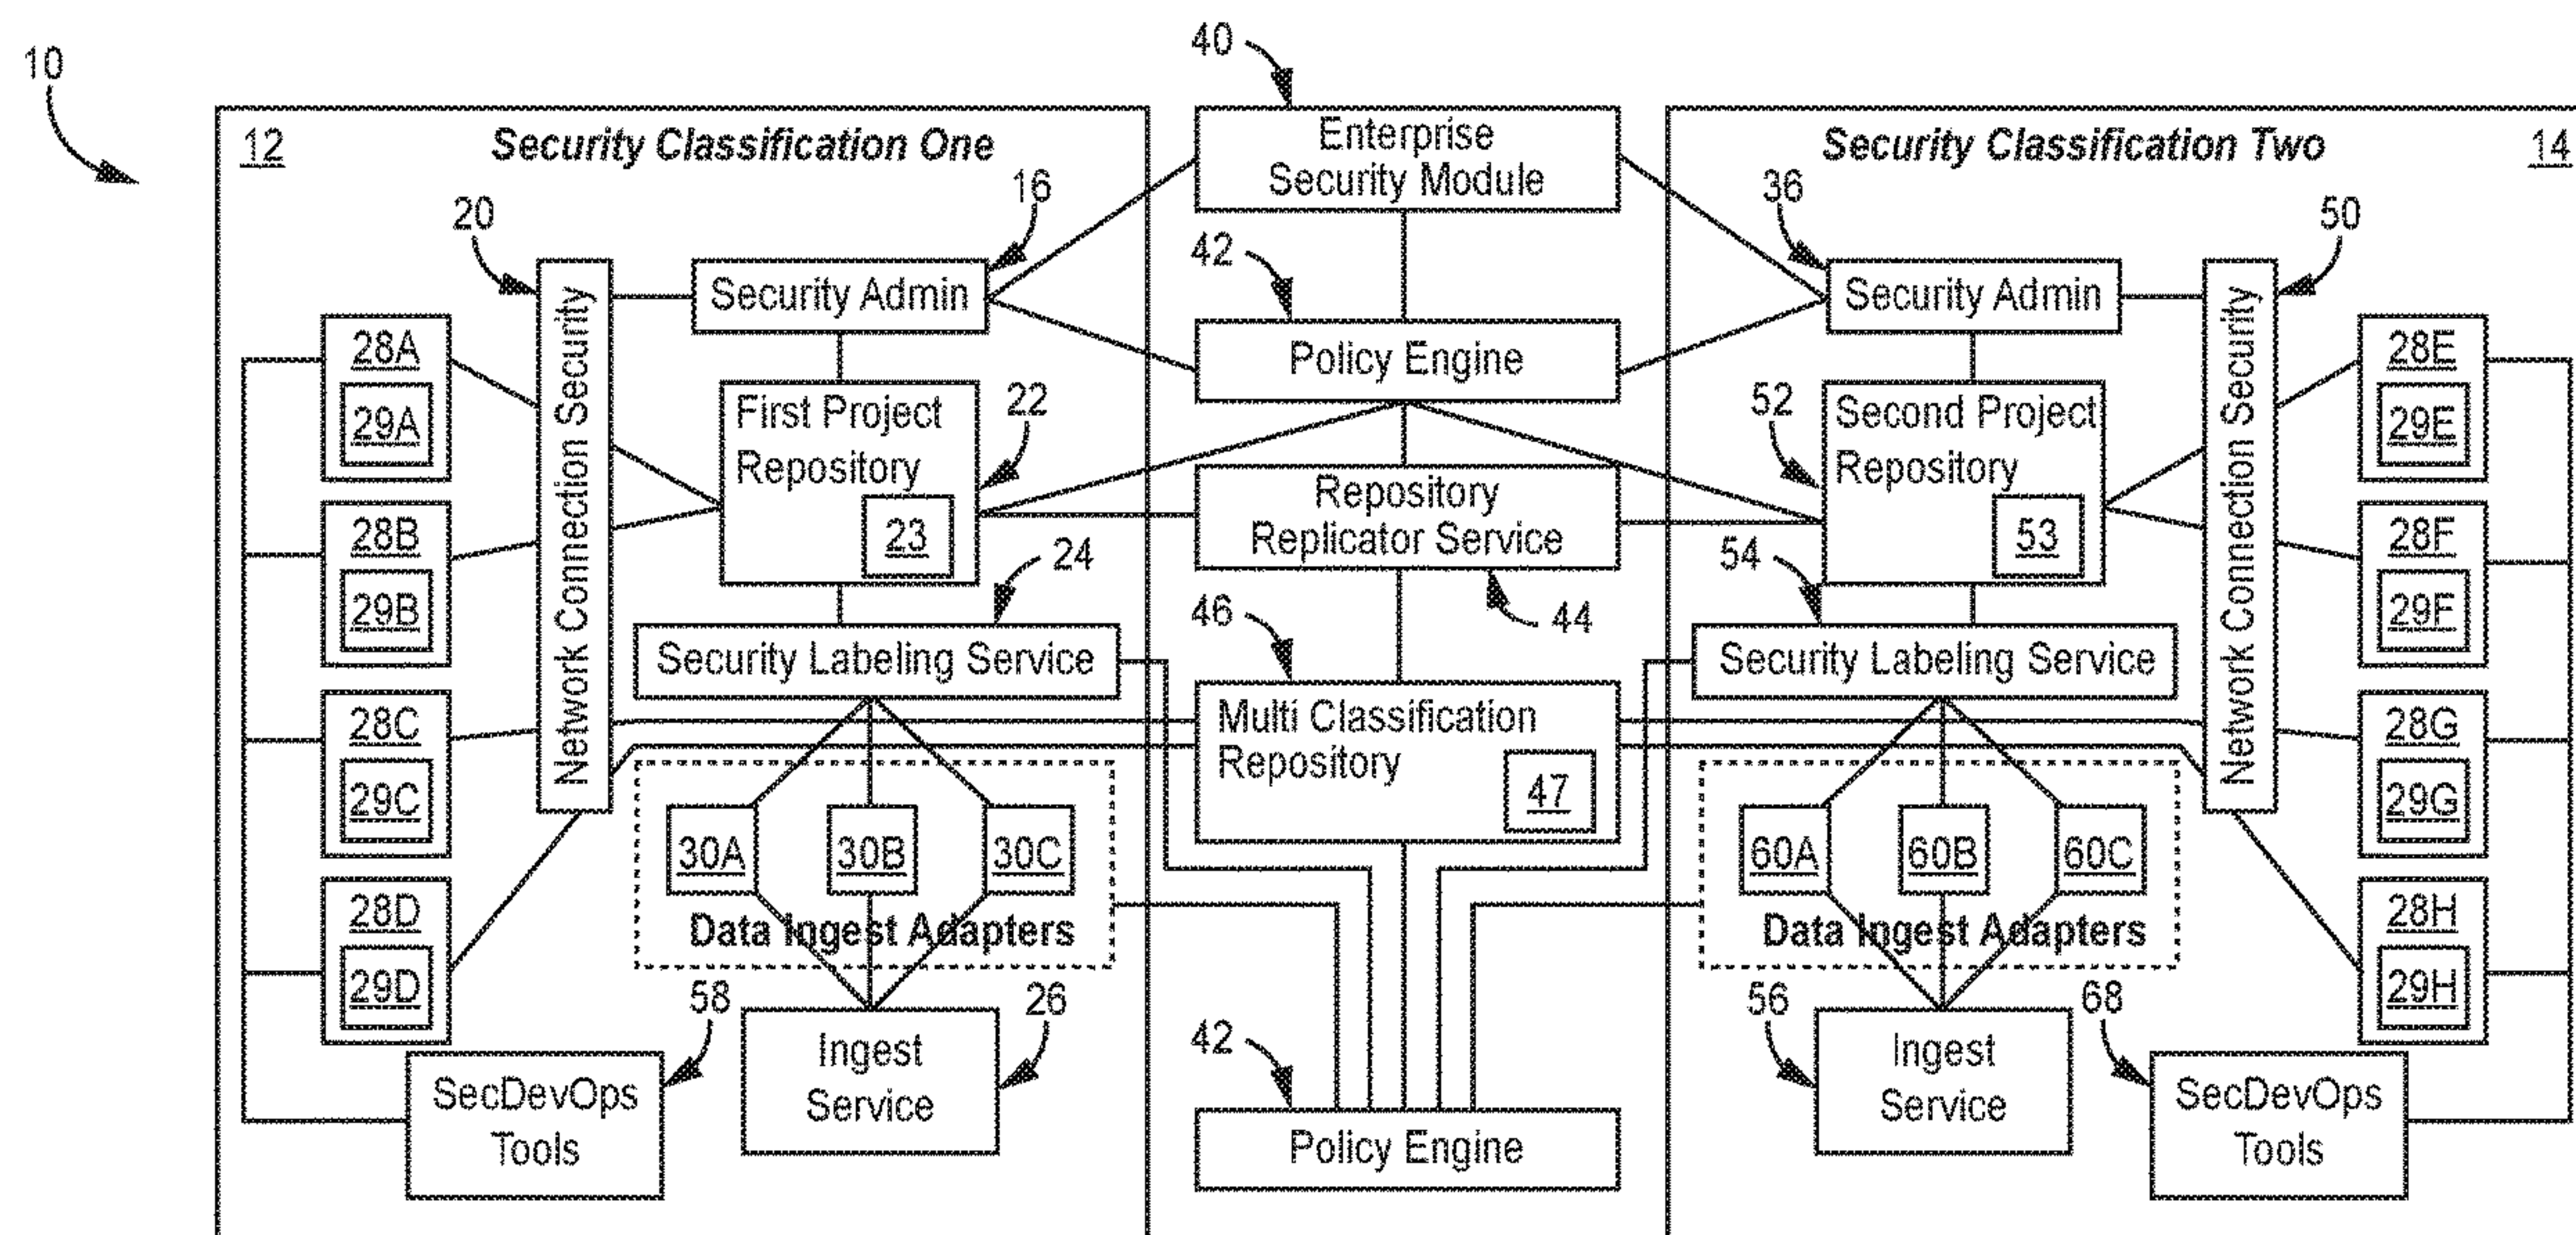 10
40
12
Security Classification One
Enterprise
Security Module
Security Classification Two
14
16
36
20
50
42
Security Admin
Security Admin
Network Connection Security
Network Connection Security
28A
29A
Policy Engine
28E
29E
First Project
Repository
22
23
52
Second Project
Repository
53
Repository
Replicator Service
28B
29B
28F
29F
24
54
46
44
Security Labeling Service
Security Labeling Service
28C
29C
Multi Classification
Repository
47
28G
29G
30A
30B
30C
60A
60B
60C
Data Ingest Adapters
Data Ingest Adapters
28D
29D
28H
29H
58
26
42
56
68
SecDevOps
Tools
Ingest
Service
Policy Engine
Ingest
Service
SecDevOps
Tools